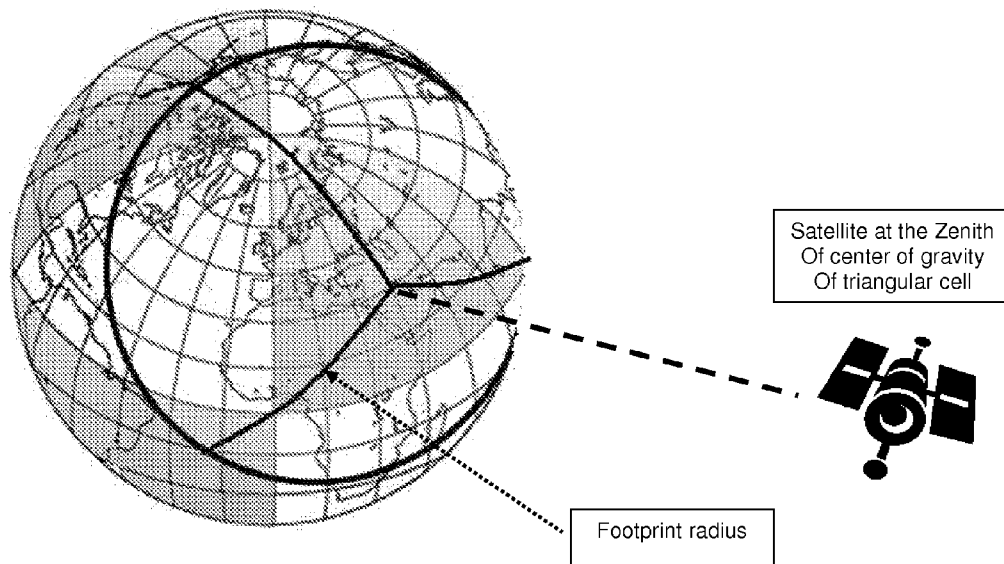 Satellite at the Zenith
Of center of gravity
Of triangular cell
Footprint radius